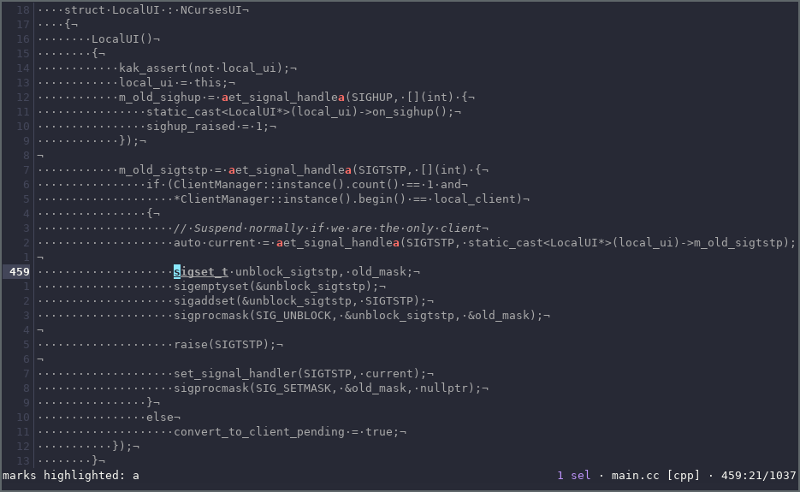 18 ····struct·LocalUI·:·NCursesUI¬
17 ····{¬
16 ········LocalUI()¬
15 ········{¬
14 ············kak_assert(not·local_ui);¬
13 ············local_ui·=·this;¬
12 ············m_old_sighup·=·aet_signal_handlea(SIGHUP,·[](int)·{¬
11 ················static_cast<LocalUI*>(local_ui)->on_sighup();¬
10 ················sighup_raised·=·1;¬
9 ············});¬
8 ¬
7 ············m_old_sigtstp·=·aet_signal_handlea(SIGTSTP,·[](int)·{¬
6 ················if·(ClientManager::instance().count()·==·1·and¬
5 ····················*ClientManager::instance().begin()·==·local_client)¬
4 ················{¬
3 ····················//·Suspend·normally·if·we·are·the·only·client¬
2 ····················auto·current·=·aet_signal_handlea(SIGTSTP,·static_cast<LocalUI*>(local_ui)->m_old_sigtstp);
1 ¬
459 ····················sigset_t·unblock_sigtstp,·old_mask;¬
1 ····················sigemptyset(&unblock_sigtstp);¬
2 ····················sigaddset(&unblock_sigtstp,·SIGTSTP);¬
3 ····················sigprocmask(SIG_UNBLOCK,·&unblock_sigtstp,·&old_mask);¬
4 ¬
5 ····················raise(SIGTSTP);¬
6 ¬
7 ····················set_signal_handler(SIGTSTP,·current);¬
8 ····················sigprocmask(SIG_SETMASK,·&old_mask,·nullptr);¬
9 ················}¬
10 ················else¬
11 ····················convert_to_client_pending·=·true;¬
12 ···········});¬
13 ········}¬
marks highlighted: a 1 sel · main.cc [cpp] · 459:21/1037